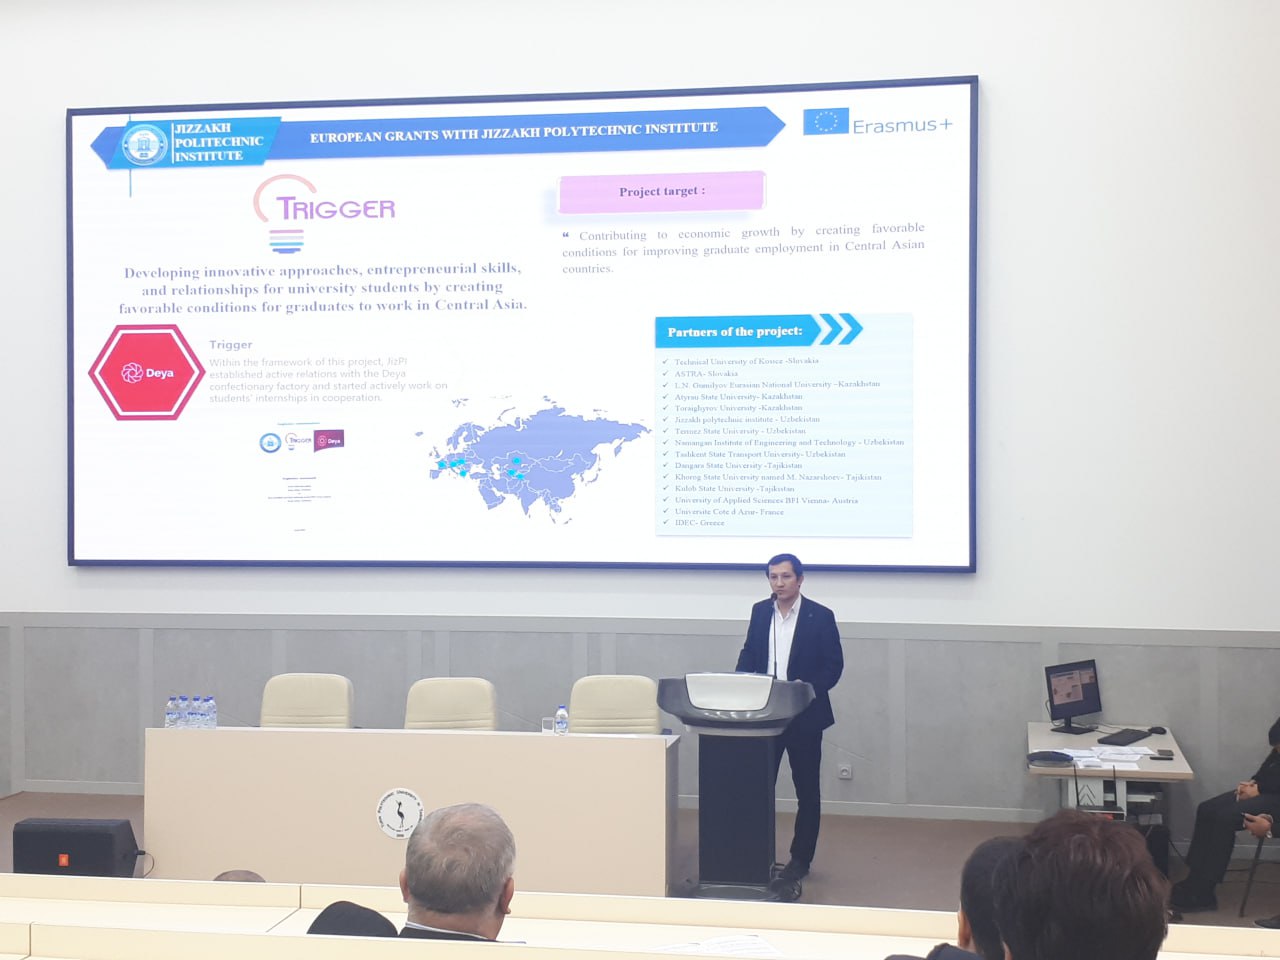 JIZZAKH
POLITECHNIC
INSTITUTE
EUROPEAN GRANTS WITH JIZZAKH POLYTECHNIC INSTITUTE
Erasmus+
TRIGGER
Developing innovative approaches, entrepreneurial skills,
and relationships for university students by creating
favorable conditions for graduates to work in Central Asia.
Project target :
❝ Contributing to economic growth by creating favorable
conditions for improving graduate employment in Central Asian
countries.
Deya
Trigger
Within the framework of this project, JizPI
established active relations with the Deya
confectionary factory and started actively work on
students' internships in cooperation.
TRIGGER
Deya
Partners of the project:
✓ Technical University of Kosice -Slovakia
✓ ASTRA- Slovakia
✓ L.N. Gumilyov Eurasian National University –Kazakhstan
✓ Atyrau State University- Kazakhstan
✓ Toraighyrov University -Kazakhstan
✓ Jizzakh polytechnic institute - Uzbekistan
✓ Termez State University - Uzbekistan
✓ Namangan Institute of Engineering and Technology - Uzbekistan
✓ Tashkent State Transport University- Uzbekistan
✓ Dangara State University -Tajikistan
✓ Khorog State University named M. Nazarshoev- Tajikistan
✓ Kulob State University -Tajikistan
✓ University of Applied Sciences BFI Vienna- Austria
✓ Universite Cote d Azur- France
✓ IDEC- Greece
POLYTECHNIC UNIVERSITY IN